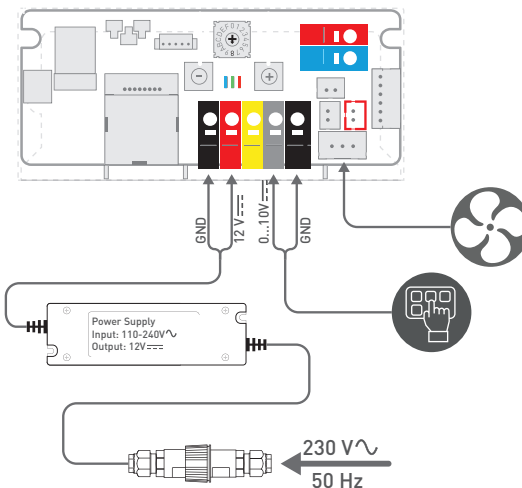 GND
12 V
0...10V
GND
Power Supply
Input: 110-240V
Output: 12V
230 V
50 Hz